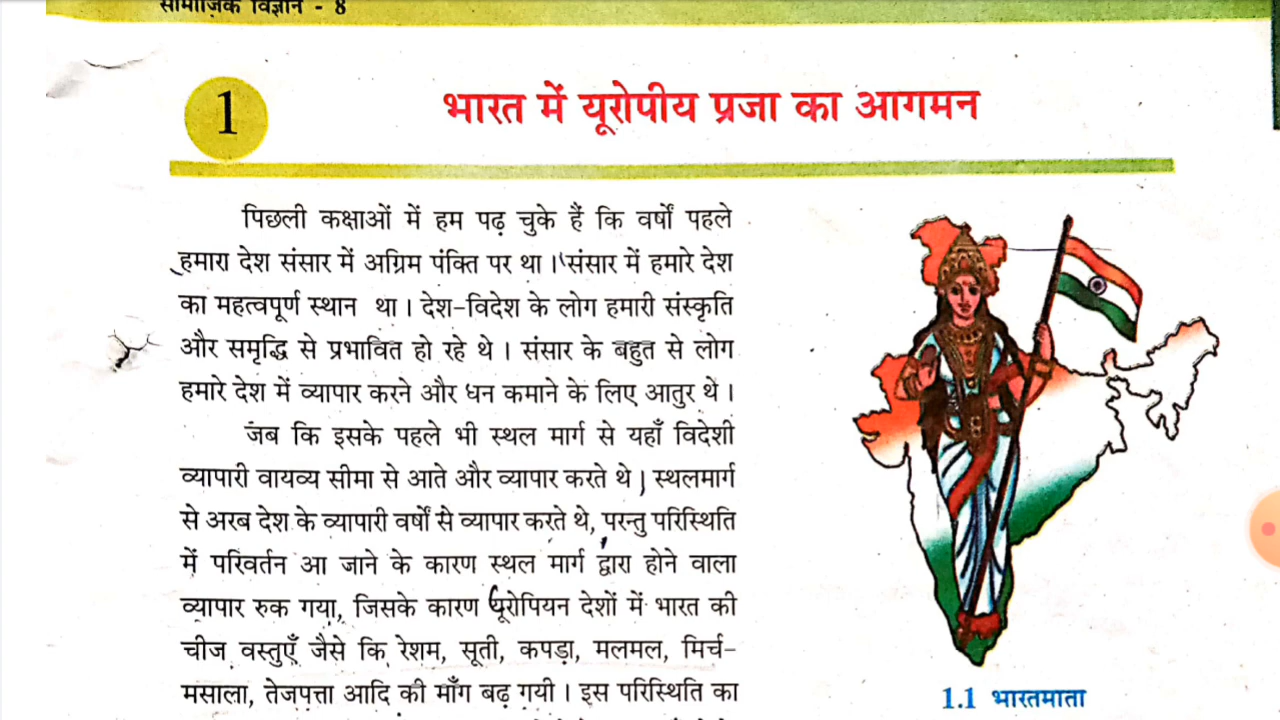 सामाजिक विज्ञान - 8
1
भारत में यूरोपीय प्रजा का आगमन
पिछली कक्षाओं में हम पढ़ चुके हैं कि वर्षों पहले
हमारा देश संसार में अग्रिम पंक्ति पर था । संसार में हमारे देश
का महत्वपूर्ण स्थान था । देश-विदेश के लोग हमारी संस्कृति
और समृद्धि से प्रभावित हो रहे थे । संसार के बहुत से लोग
हमारे देश में व्यापार करने और धन कमाने के लिए आतुर थे ।
जब कि इसके पहले भी स्थल मार्ग से यहाँ विदेशी
व्यापारी वायव्य सीमा से आते और व्यापार करते थे । स्थलमार्ग
से अरब देश के व्यापारी वर्षों से व्यापार करते थे, परन्तु परिस्थिति
में परिवर्तन आ जाने के कारण स्थल मार्ग द्वारा होने वाला
व्यापार रुक गया, जिसके कारण यूरोपियन देशों में भारत की
चीज वस्तुएँ जैसे कि रेशम, सूती, कपड़ा, मलमल, मिर्च-
मसाला, तेजपत्ता आदि की माँग बढ़ गयी । इस परिस्थिति का
1.1 भारतमाता